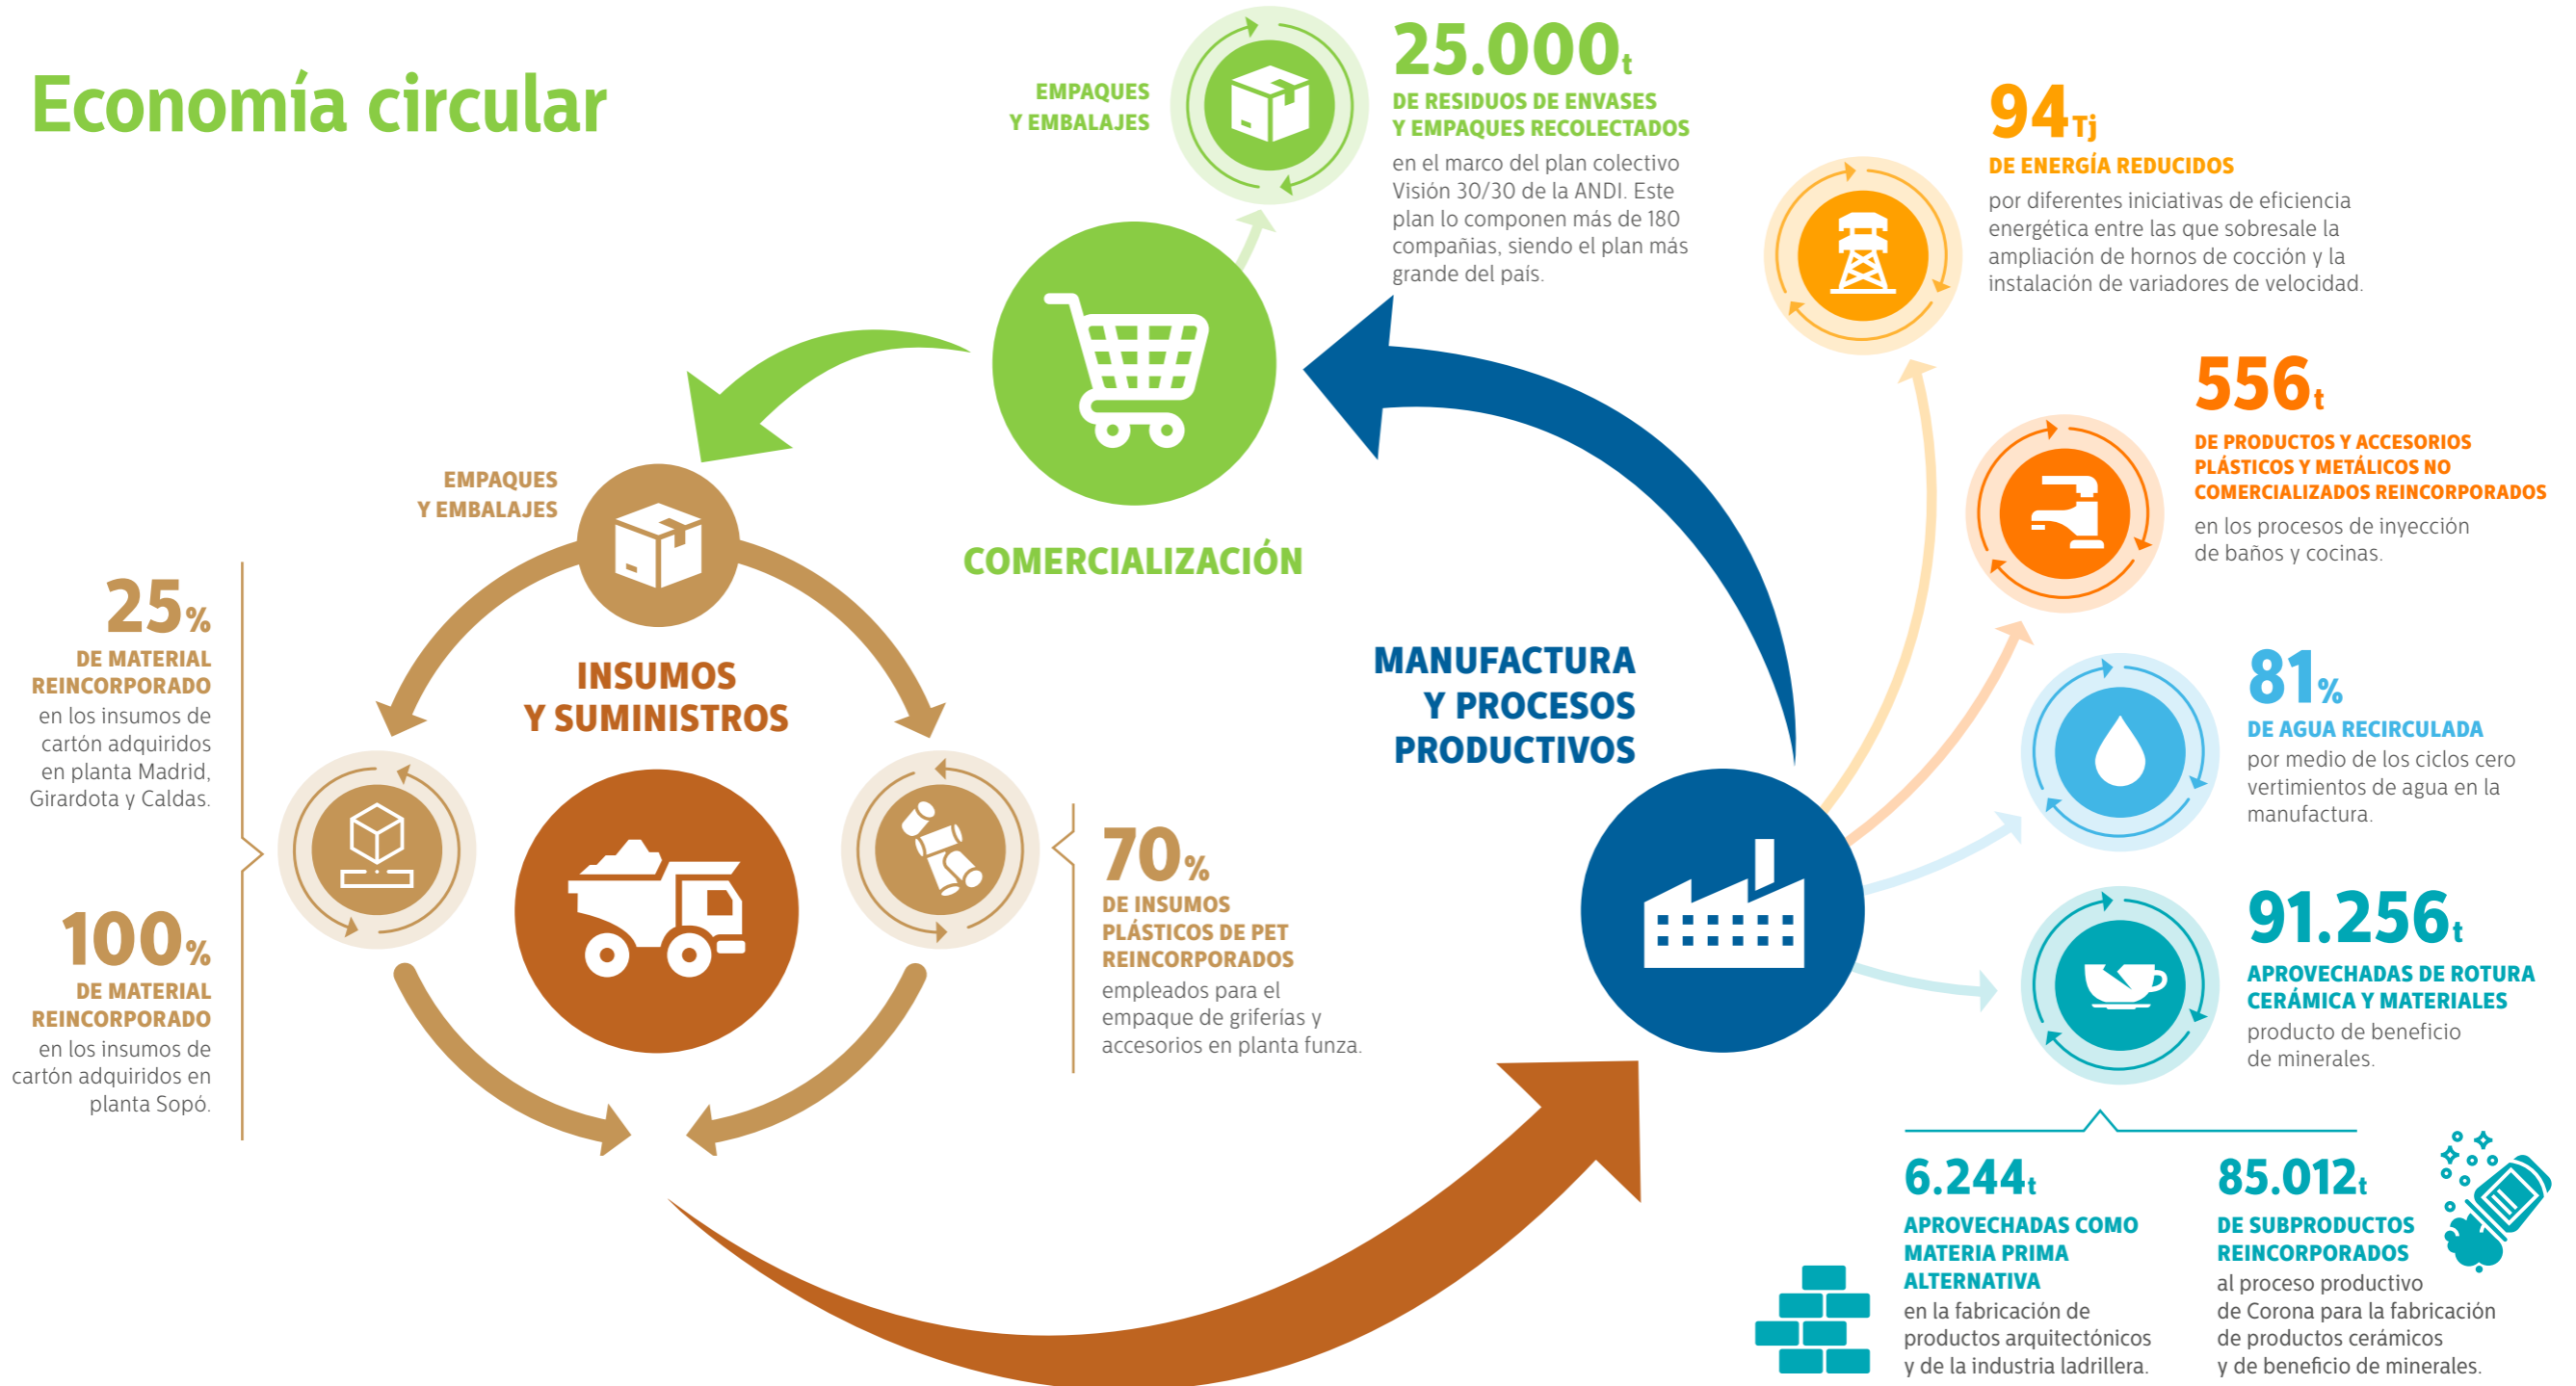 Economía circular
EMPAQUES
Y EMBALAJES
25.000t
DE RESIDUOS DE ENVASES
Y EMPAQUES RECOLECTADOS
en el marco del plan colectivo
Visión 30/30 de la ANDI. Este
plan lo componen más de 180
compañias, siendo el plan más
grande del país.
94Tj
DE ENERGÍA REDUCIDOS
por diferentes iniciativas de eficiencia
energética entre las que sobresale la
ampliación de hornos de cocción y la
instalación de variadores de velocidad.
556t
DE PRODUCTOS Y ACCESORIOS
PLÁSTICOS Y METÁLICOS NO
COMERCIALIZADOS REINCORPORADOS
en los procesos de inyección
de baños y cocinas.
COMERCIALIZACIÓN
EMPAQUES
Y EMBALAJES
25%
DE MATERIAL
REINCORPORADO
en los insumos de
cartón adquiridos
en planta Madrid,
Girardota y Caldas.
100%
DE MATERIAL
REINCORPORADO
en los insumos de
cartón adquiridos en
planta Sopó.
INSUMOS
Y SUMINISTROS
70%
DE INSUMOS
PLÁSTICOS DE PET
REINCORPORADOS
empleados para el
empaque de griferías y
accesorios en planta funza.
MANUFACTURA
Y PROCESOS
PRODUCTIVOS
81%
DE AGUA RECIRCULADA
por medio de los ciclos cero
vertimientos de agua en la
manufactura.
91.256t
APROVECHADAS DE ROTURA
CERÁMICA Y MATERIALES
producto de beneficio
de minerales.
6.244t
APROVECHADAS COMO
MATERIA PRIMA
ALTERNATIVA
en la fabricación de
productos arquitectónicos
y de la industria ladrillera.
85.012t
DE SUBPRODUCTOS
REINCORPORADOS
al proceso productivo
de Corona para la fabricación
de productos cerámicos
y de beneficio de minerales.